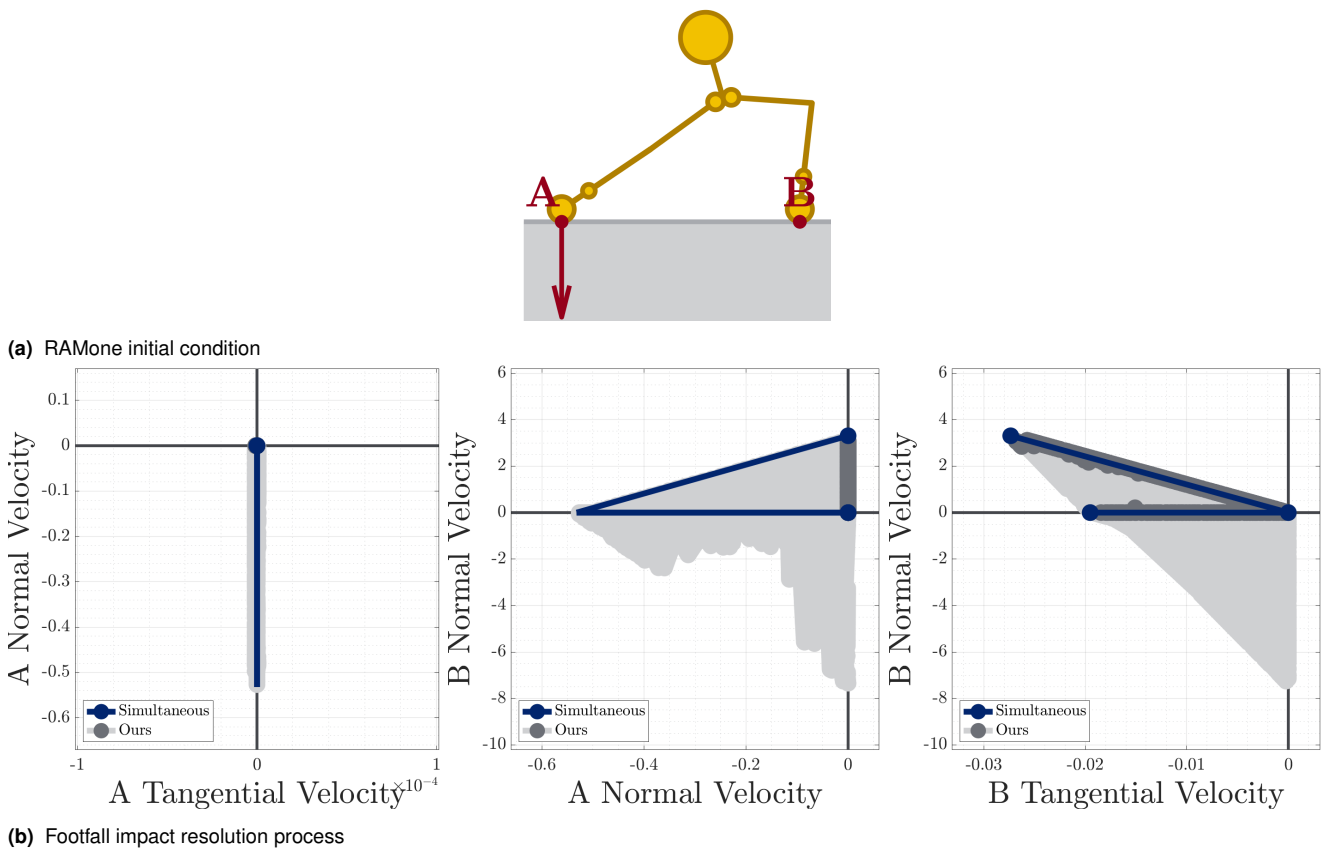 A
B
(a) RAMone initial condition
A Normal Velocity
0.1
0
-0.1
-0.2
-0.3
-0.4
-0.5
-0.6
Simultaneous
Ours
-1
0
1
×10⁻⁴
A Tangential Velocity
B Normal Velocity
6
4
2
0
-2
-4
-6
-8
-10
Simultaneous
Ours
-0.6
-0.4
-0.2
0
A Normal Velocity
B Normal Velocity
6
4
2
0
-2
-4
-6
-8
-10
Simultaneous
Ours
-0.03
-0.02
-0.01
0
B Tangential Velocity
(b) Footfall impact resolution process